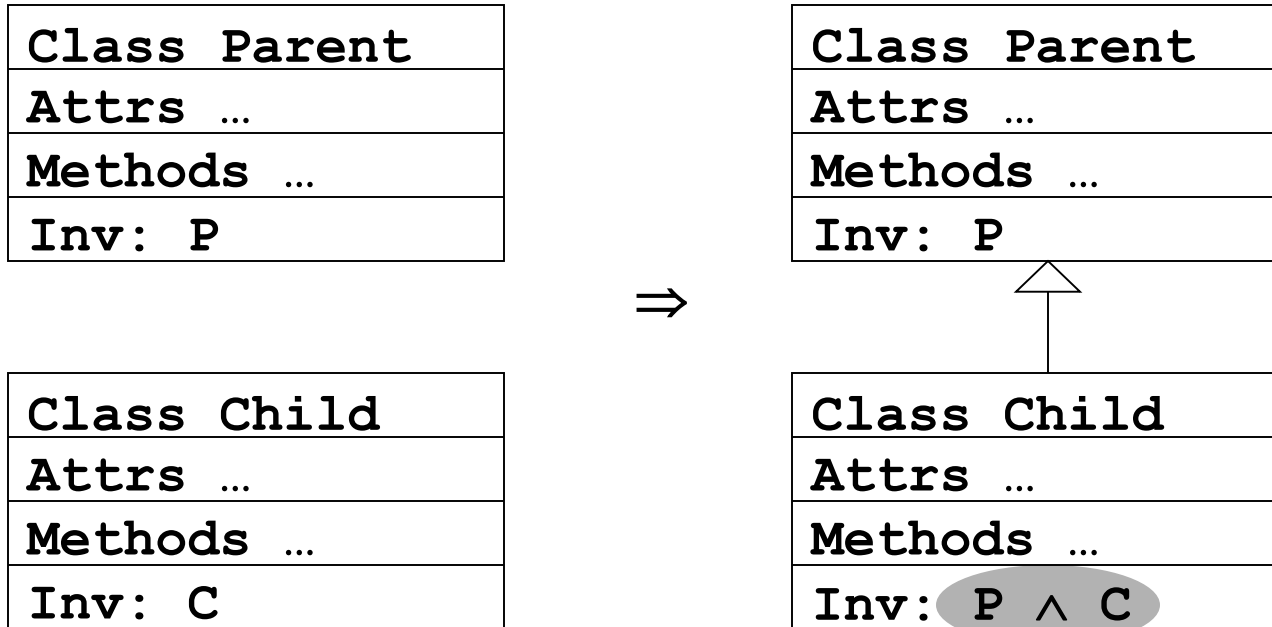 Class Parent
Attrs …
Methods …
Inv: P
Class Child
Attrs …
Methods …
Inv: C
⇒
Class Parent
Attrs …
Methods …
Inv: P
Class Child
Attrs …
Methods …
Inv: P ∧ C